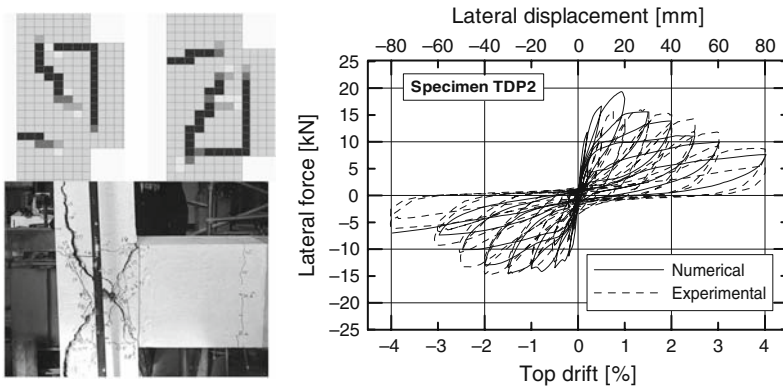 Lateral displacement [mm]
−80 −60 −40 −20 0 20 40 60 80
25
20
15
10
5
0
−5
−10
−15
−20
−25
Lateral force [kN]
Specimen TDP2
Numerical
Experimental
−4 −3 −2 −1 0 1 2 3 4
Top drift [%]